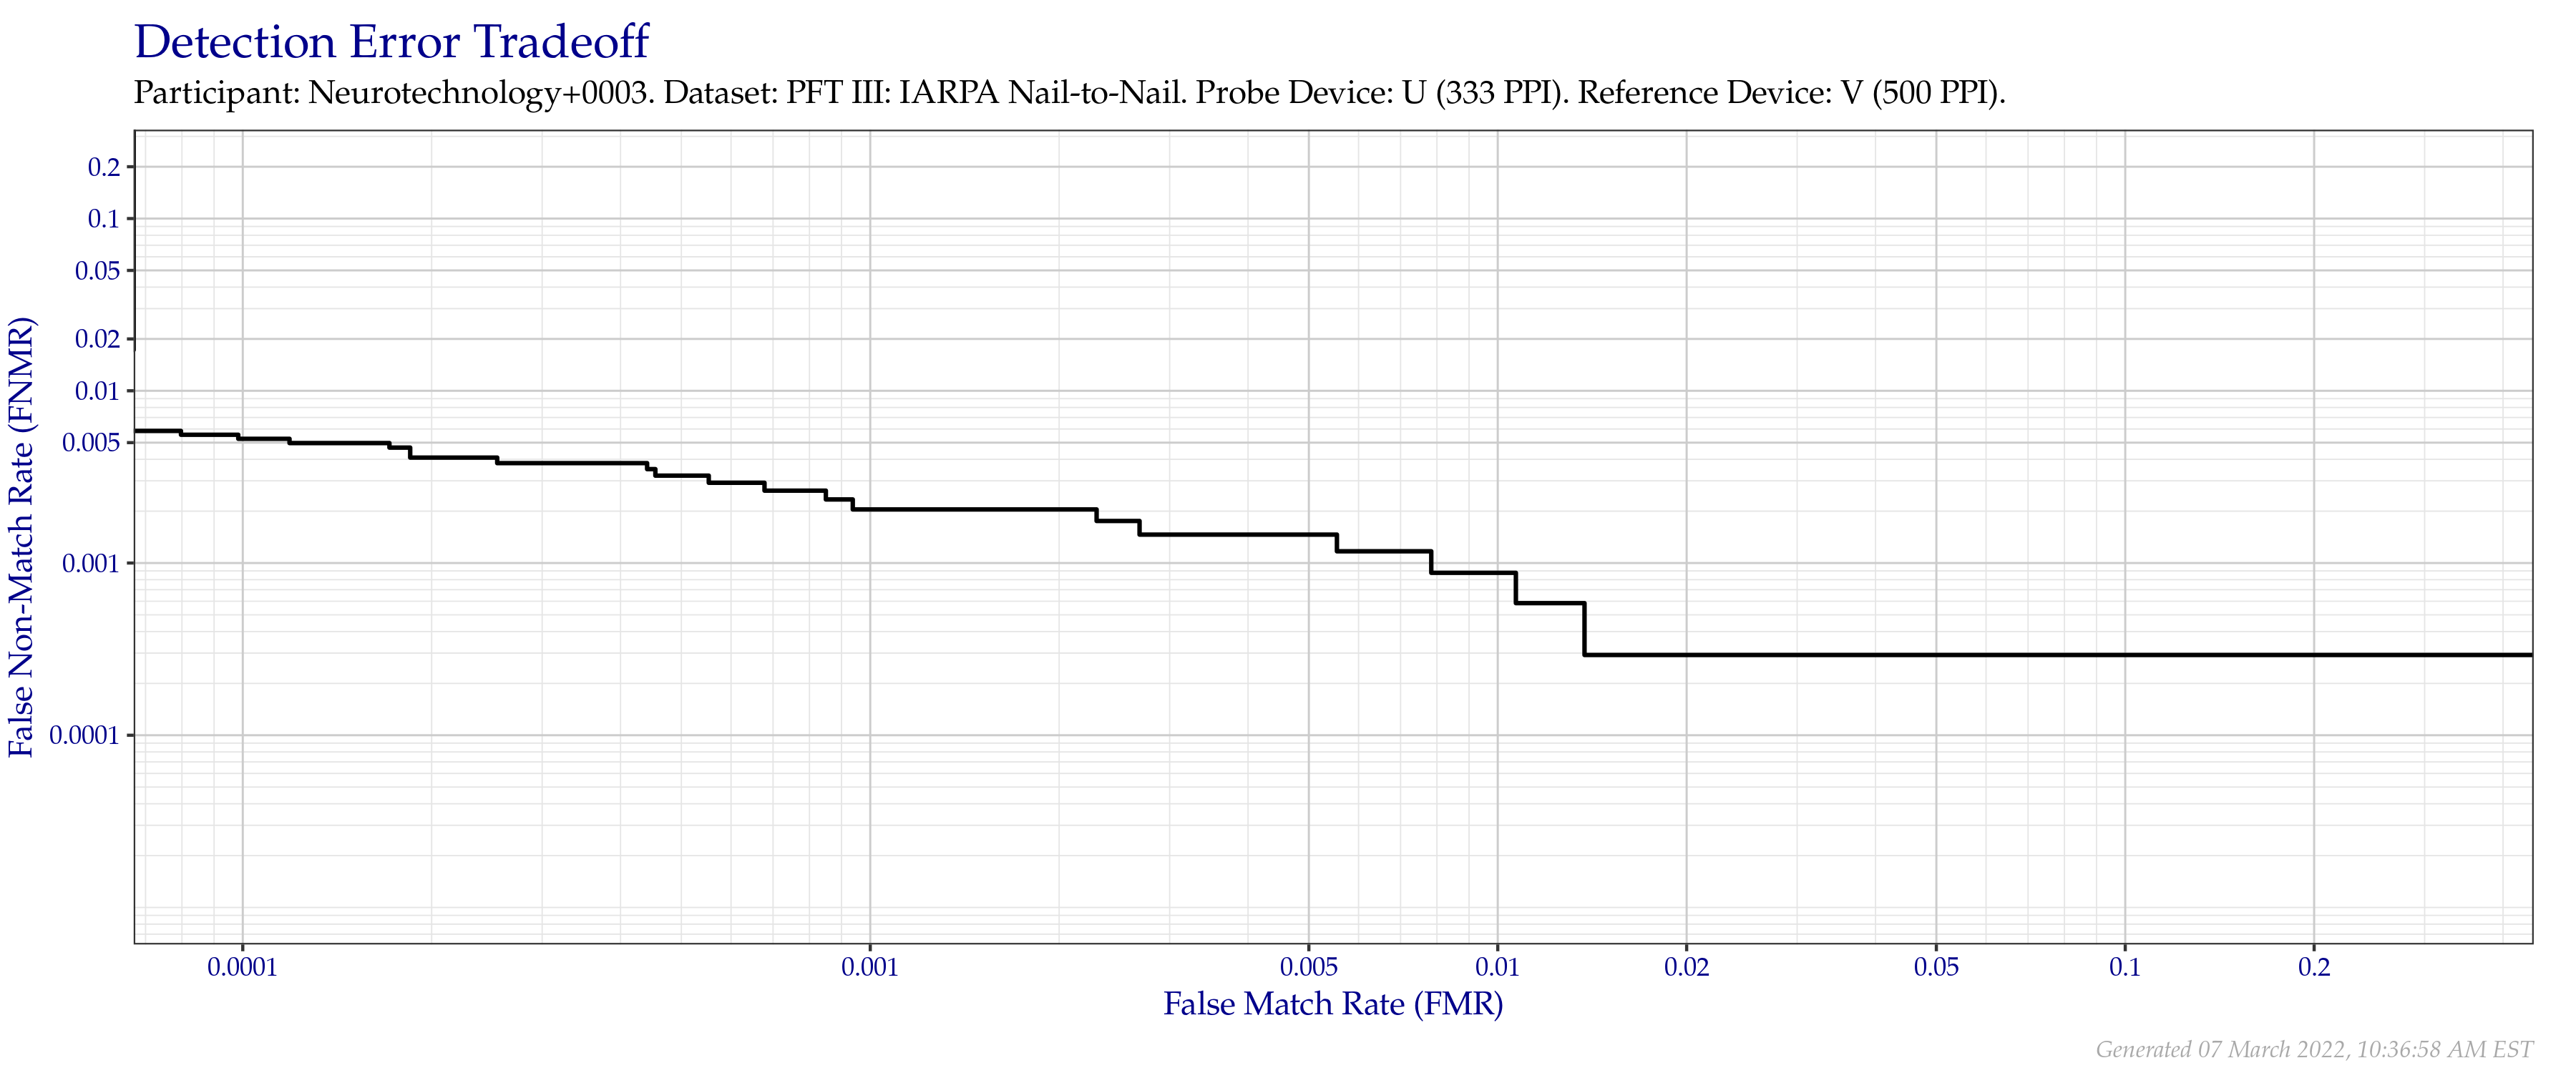 Detection Error Tradeoff
Participant: Neurotechnology+0003. Dataset: PFT III: IARPA Nail-to-Nail. Probe Device: U (333 PPI). Reference Device: V (500 PPI).
False Non-Match Rate (FNMR)
0.2
0.1
0.05
0.02
0.01
0.005
0.001
0.0001
0.0001 0.001 0.005 0.01 0.02 0.05 0.1 0.2
False Match Rate (FMR)
Generated 07 March 2022, 10:36:58 AM EST